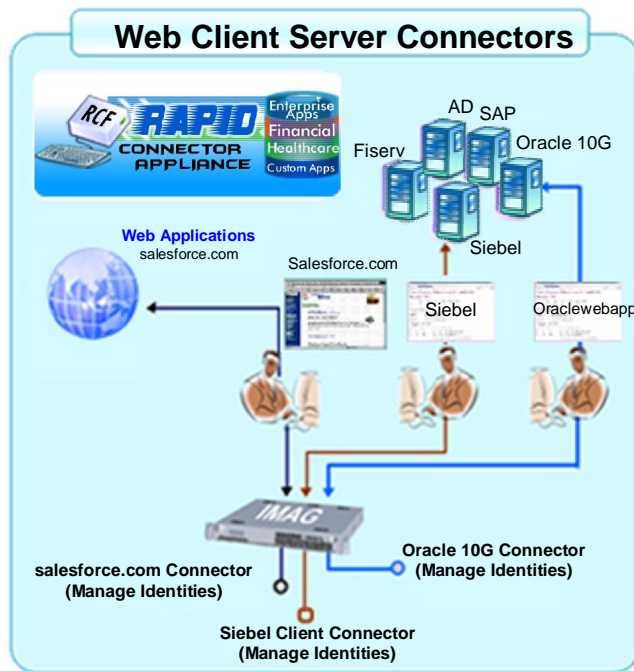 Web Client Server Connectors
RCF
RAPID
CONNECTOR
APPLIANCE
Enterprise
Apps
Financial
Healthcare
Custom Apps
AD
SAP
Fiserv
Oracle 10G
Siebel
Web Applications
salesforce.com
Salesforce.com
Siebel
Oraclewebapp
IMAG
salesforce.com Connector
(Manage Identities)
Oracle 10G Connector
(Manage Identities)
Siebel Client Connector
(Manage Identities)